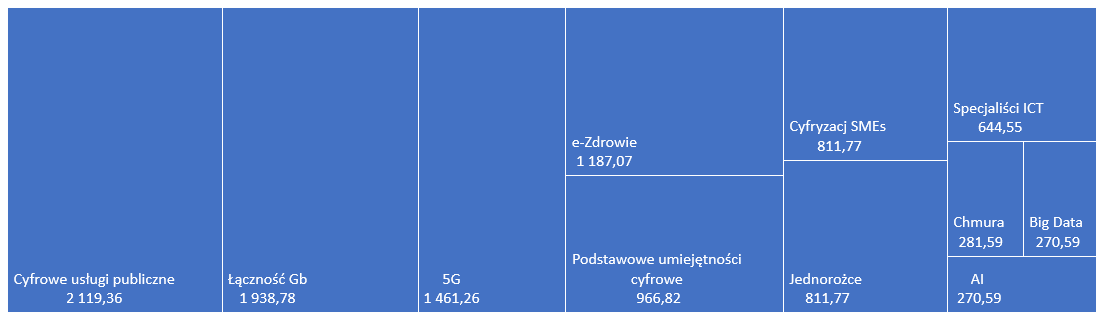 Cyfrowe usługi publiczne
2 119,36
Łączność Gb
1 938,78
5G
1 461,26
e-Zdrowie
1 187,07
Podstawowe umiejętności
cyfrowe
966,82
Cyfryzacj SMEs
811,77
Jednorożce
811,77
Specjaliści ICT
644,55
Chmura
281,59
Big Data
270,59
AI
270,59